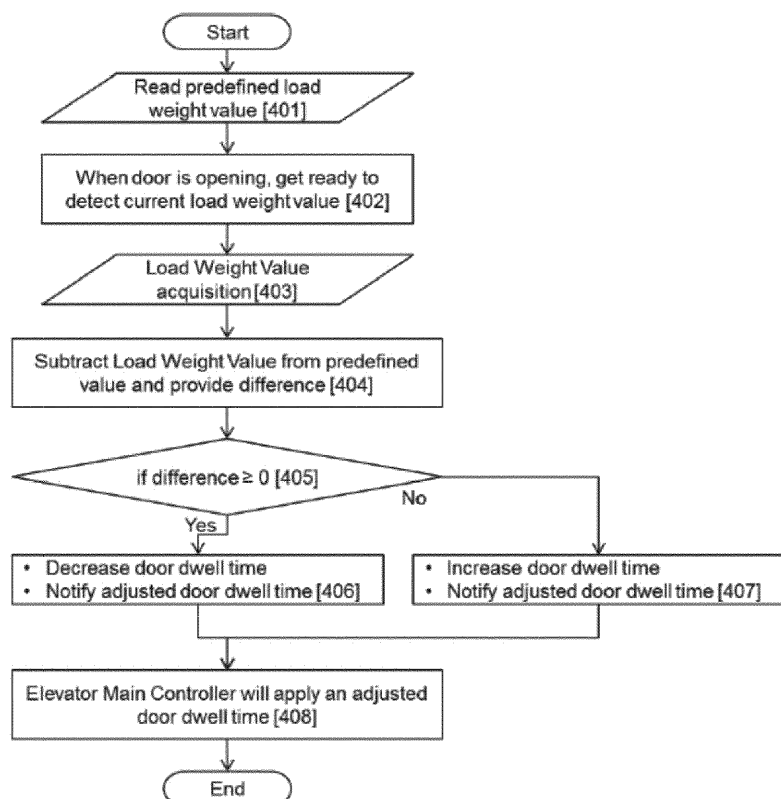 Start
Read predefined load
weight value [401]
When door is opening, get ready to
detect current load weight value [402]
Load Weight Value
acquisition [403]
Subtract Load Weight Value from predefined
value and provide difference [404]
if difference ≥ 0 [405]
No
Yes
• Decrease door dwell time
• Notify adjusted door dwell time [406]
• Increase door dwell time
• Notify adjusted door dwell time [407]
Elevator Main Controller will apply an adjusted
door dwell time [408]
End